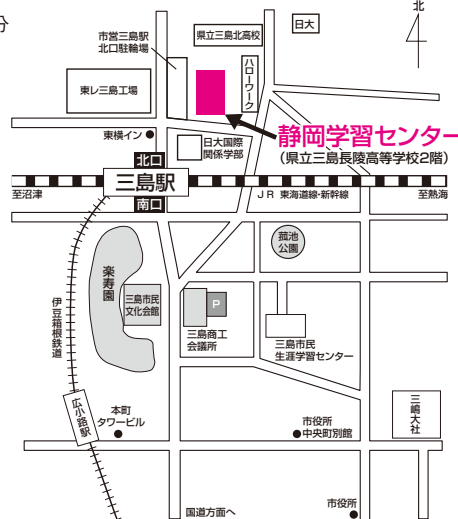 分
北
市営三島駅
北口駐輪場
県立三島北高校
日大
東レ三島工場
ハローワーク
東横イン
日大国際
関係学部
静岡学習センター
(県立三島長陵高等学校2階)
北口
三島駅
南口
至沼津
JR 東海道線・新幹線
至熱海
菰池
公園
楽寿園
三島市民
文化会館
P
三島商工
会議所
三島市民
生涯学習センター
伊豆箱根鉄道
広小路駅
本町
タワービル
市役所
中央町別館
三嶋大社
国道方面へ
市役所